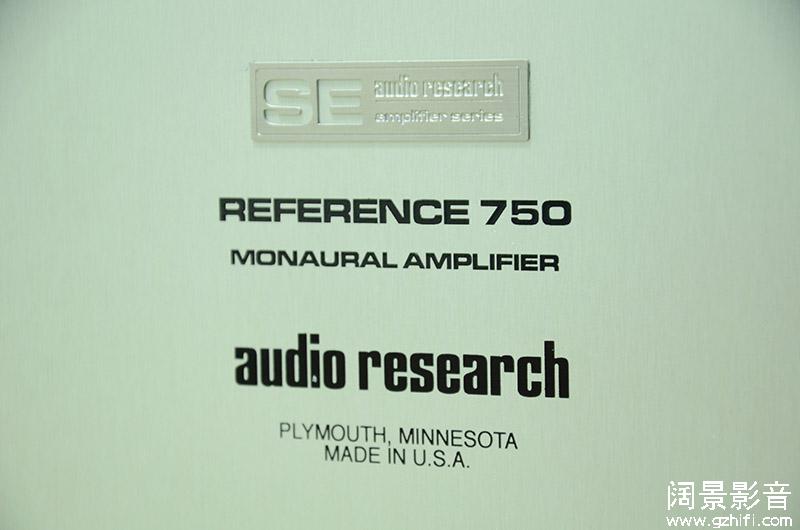 SE audio research
amplifier series
REFERENCE 750
MONAURAL AMPLIFIER
audio research
PLYMOUTH, MINNESOTA
MADE IN U.S.A.
阔景影音
www.gzhifi.com